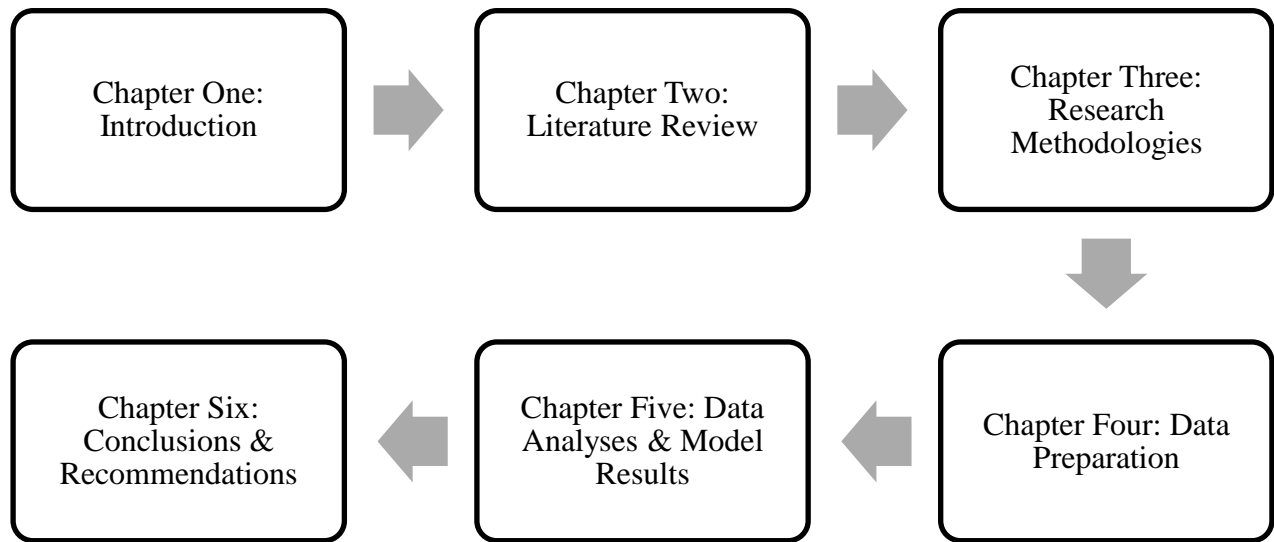 Chapter One:
Introduction
Chapter Two:
Literature Review
Chapter Three:
Research
Methodologies
Chapter Four: Data
Preparation
Chapter Five: Data
Analyses & Model
Results
Chapter Six:
Conclusions &
Recommendations